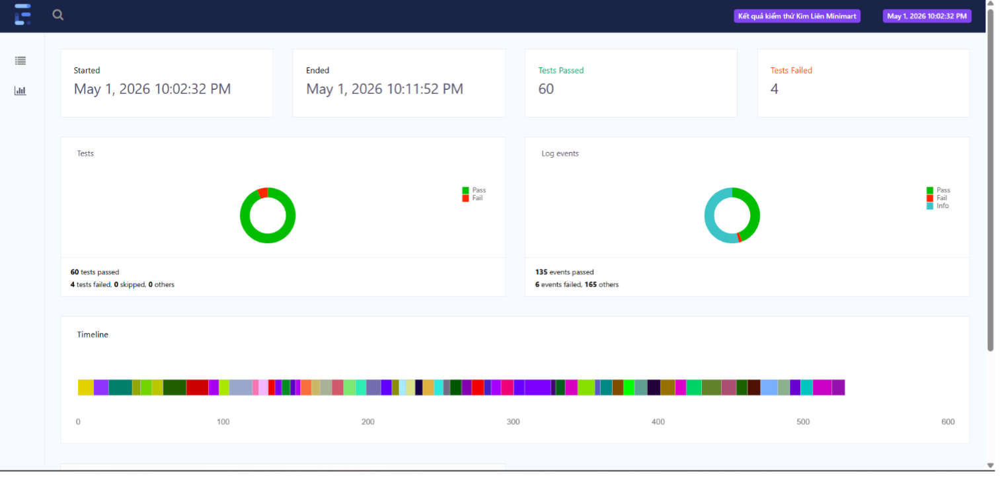 Kết quả kiểm thử Kim Liên Minimart
May 1, 2026 10:02:32 PM
Started
May 1, 2026 10:02:32 PM
Ended
May 1, 2026 10:11:52 PM
Tests Passed
60
Tests Failed
4
Tests
Pass
Fail
60 tests passed
4 tests failed, 0 skipped, 0 others
Log events
Pass
Fail
Info
135 events passed
6 events failed, 165 others
Timeline
0 100 200 300 400 500 600